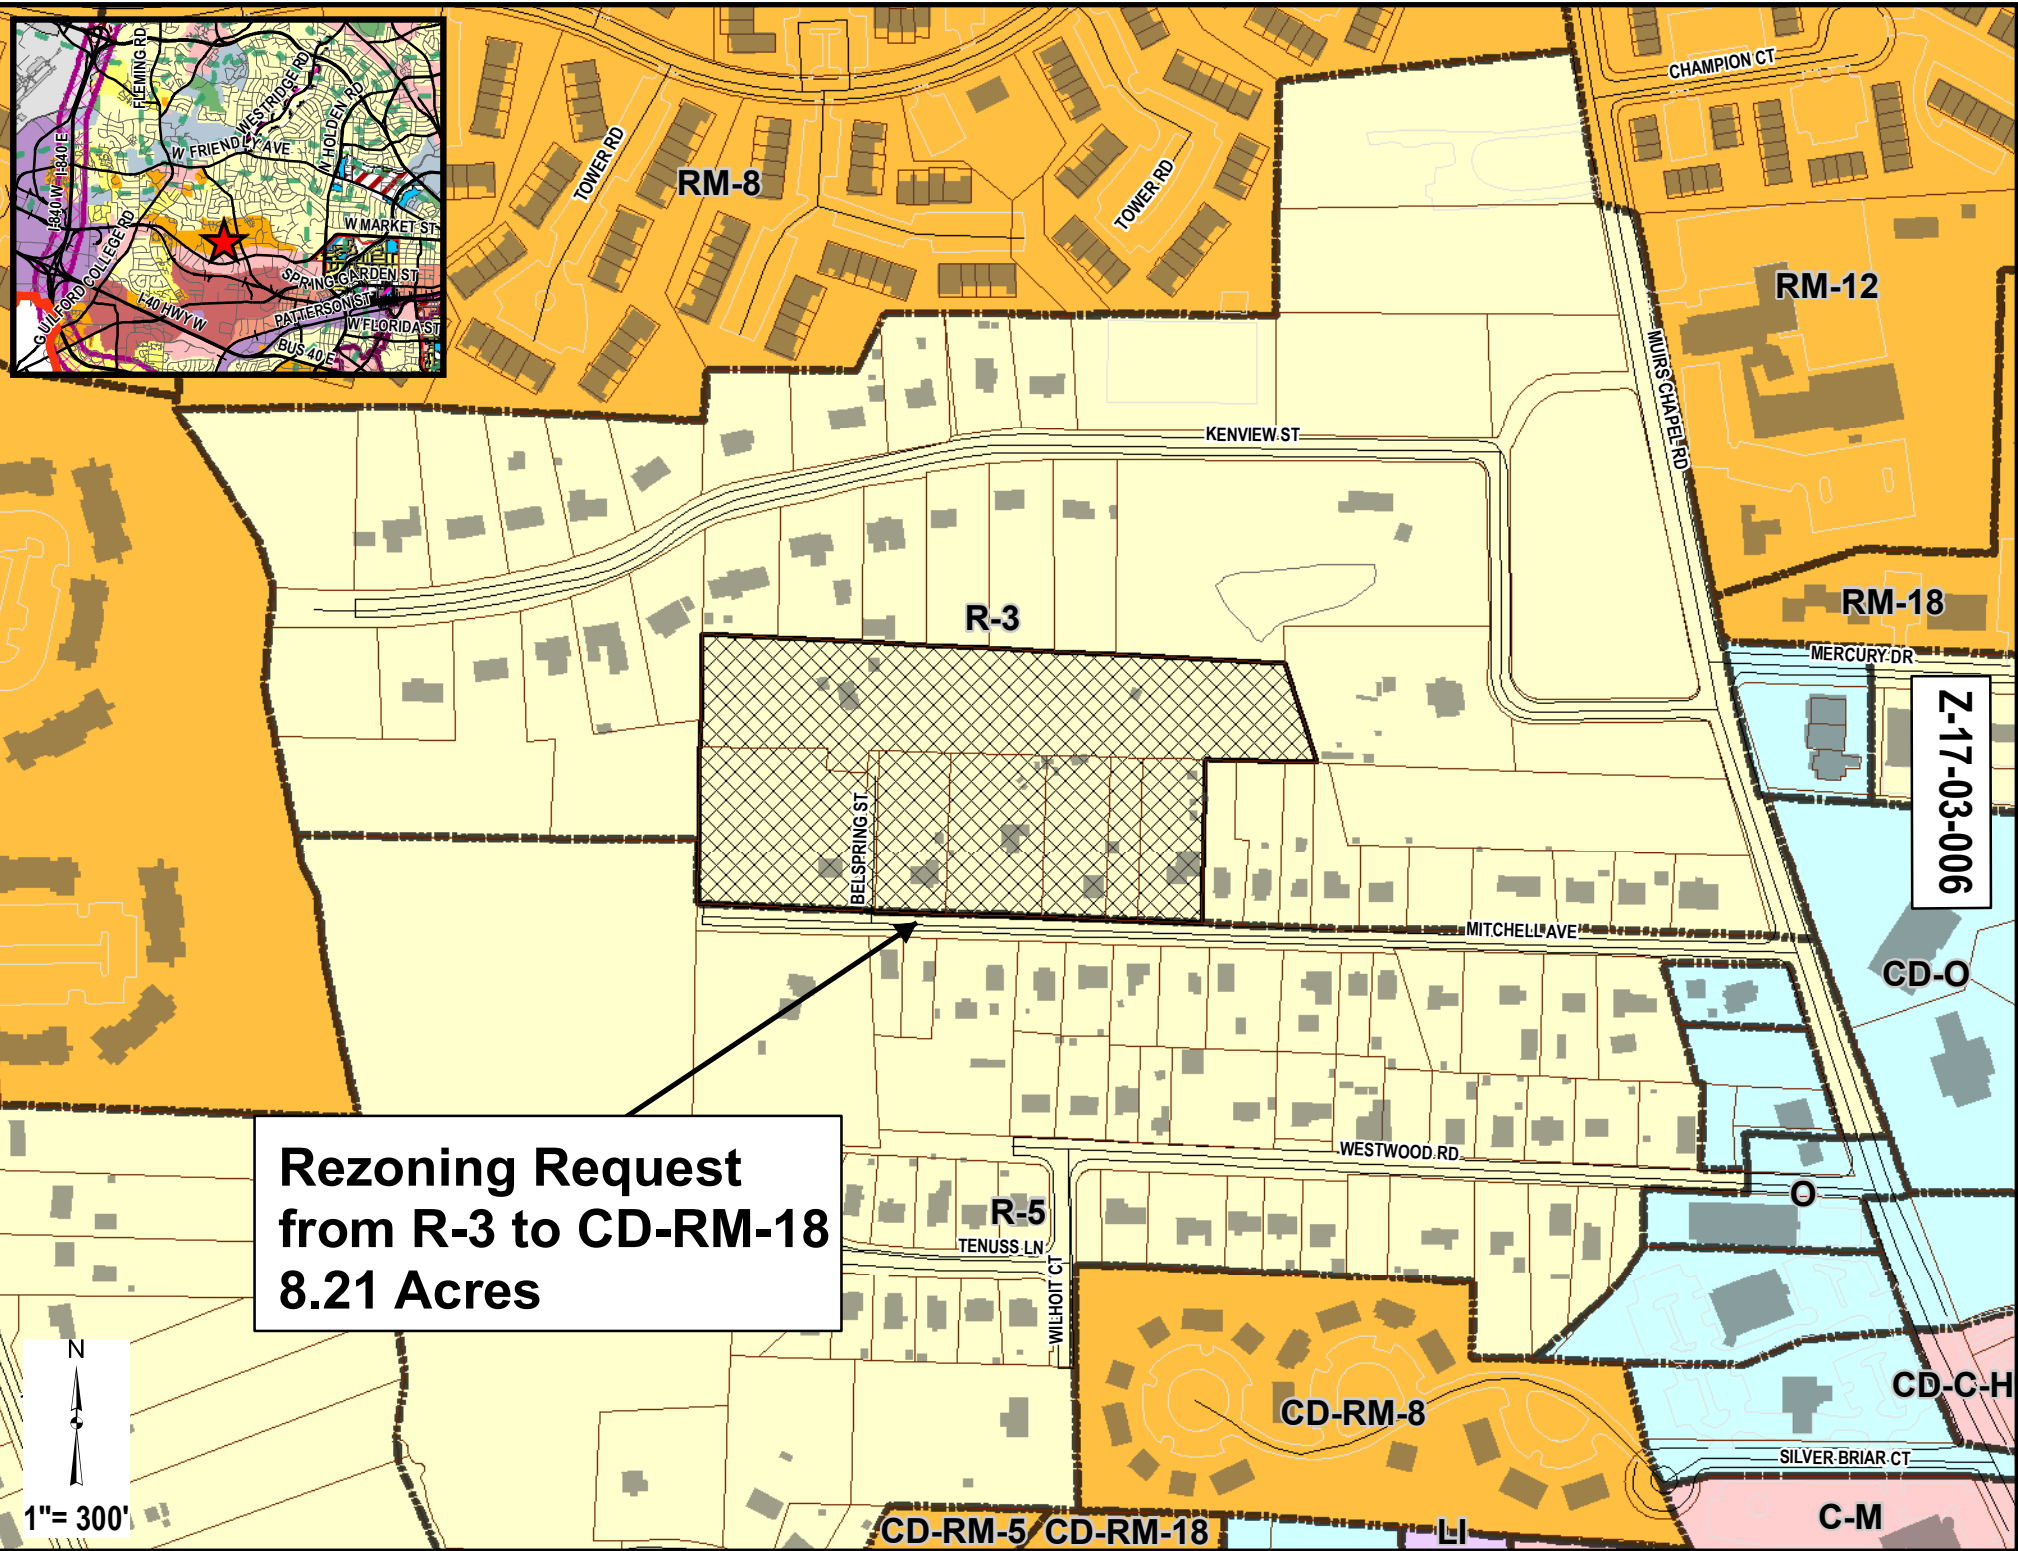 FLEMING RD
WESTRIDGE RD
W HOLDEN RD
W FRIENDLY AVE
I-840 W
I-840 E
W MARKET ST
GUILFORD COLLEGE RD
SPRING GARDEN ST
I-40 HWY W
PATTERSON ST
W FLORIDA ST
BUS 40 E
CHAMPION CT
TOWER RD
RM-8
TOWER RD
RM-12
MUIRS CHAPEL RD
KENVIEW ST
R-3
RM-18
MERCURY DR
Z-17-03-006
BELSPRING ST
MITCHELL AVE
CD-O
Rezoning Request
from R-3 to CD-RM-18
8.21 Acres
WESTWOOD RD
O
R-5
TENUSS LN
WILHOIT CT
CD-RM-8
CD-C-H
SILVER BRIAR CT
N
1"= 300'
CD-RM-5
CD-RM-18
LI
C-M